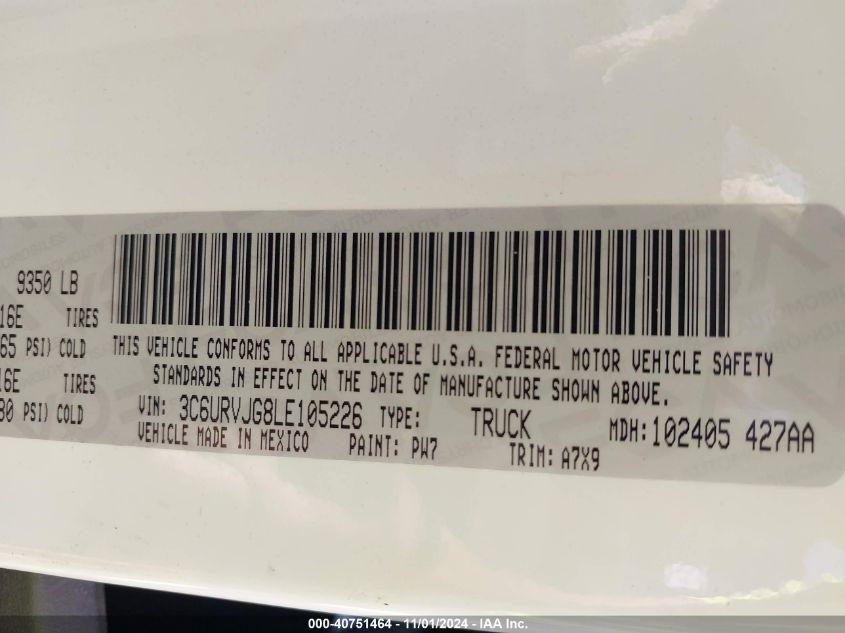 9350 LB
16E TIRES
65 PSI) COLD
16E TIRES
80 PSI) COLD
THIS VEHICLE CONFORMS TO ALL APPLICABLE U.S.A. FEDERAL MOTOR VEHICLE SAFETY
STANDARDS IN EFFECT ON THE DATE OF MANUFACTURE SHOWN ABOVE.
VIN: 3C6URVJG8LE105226 TYPE: TRUCK MDH:102405 427AA
VEHICLE MADE IN MEXICO PAINT: PW7 TRIM: A7X9
000-40751464 - 11/01/2024 - IAA Inc.